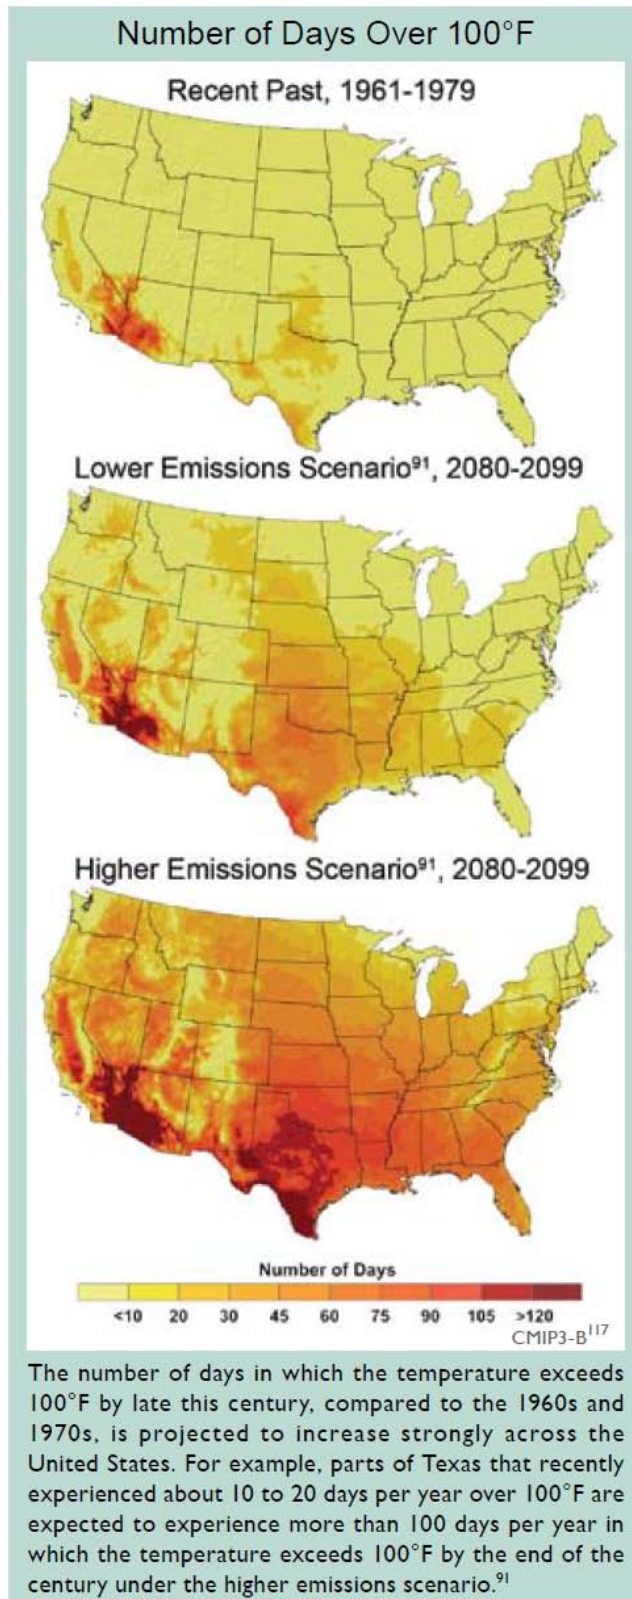 Number of Days Over 100°F
Recent Past, 1961-1979
Lower Emissions Scenario⁹¹, 2080-2099
Higher Emissions Scenario⁹¹, 2080-2099
Number of Days
<10 20 30 45 60 75 90 105 >120
CMIP3-B¹¹⁷
The number of days in which the temperature exceeds
100°F by late this century, compared to the 1960s and
1970s, is projected to increase strongly across the
United States. For example, parts of Texas that recently
experienced about 10 to 20 days per year over 100°F are
expected to experience more than 100 days per year in
which the temperature exceeds 100°F by the end of the
century under the higher emissions scenario.⁹¹